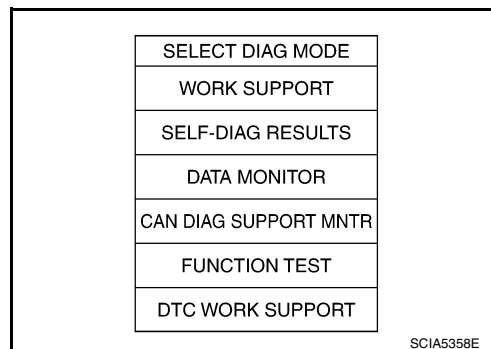 SELECT DIAG MODE
WORK SUPPORT
SELF-DIAG RESULTS
DATA MONITOR
CAN DIAG SUPPORT MNTR
FUNCTION TEST
DTC WORK SUPPORT
SCIA5358E